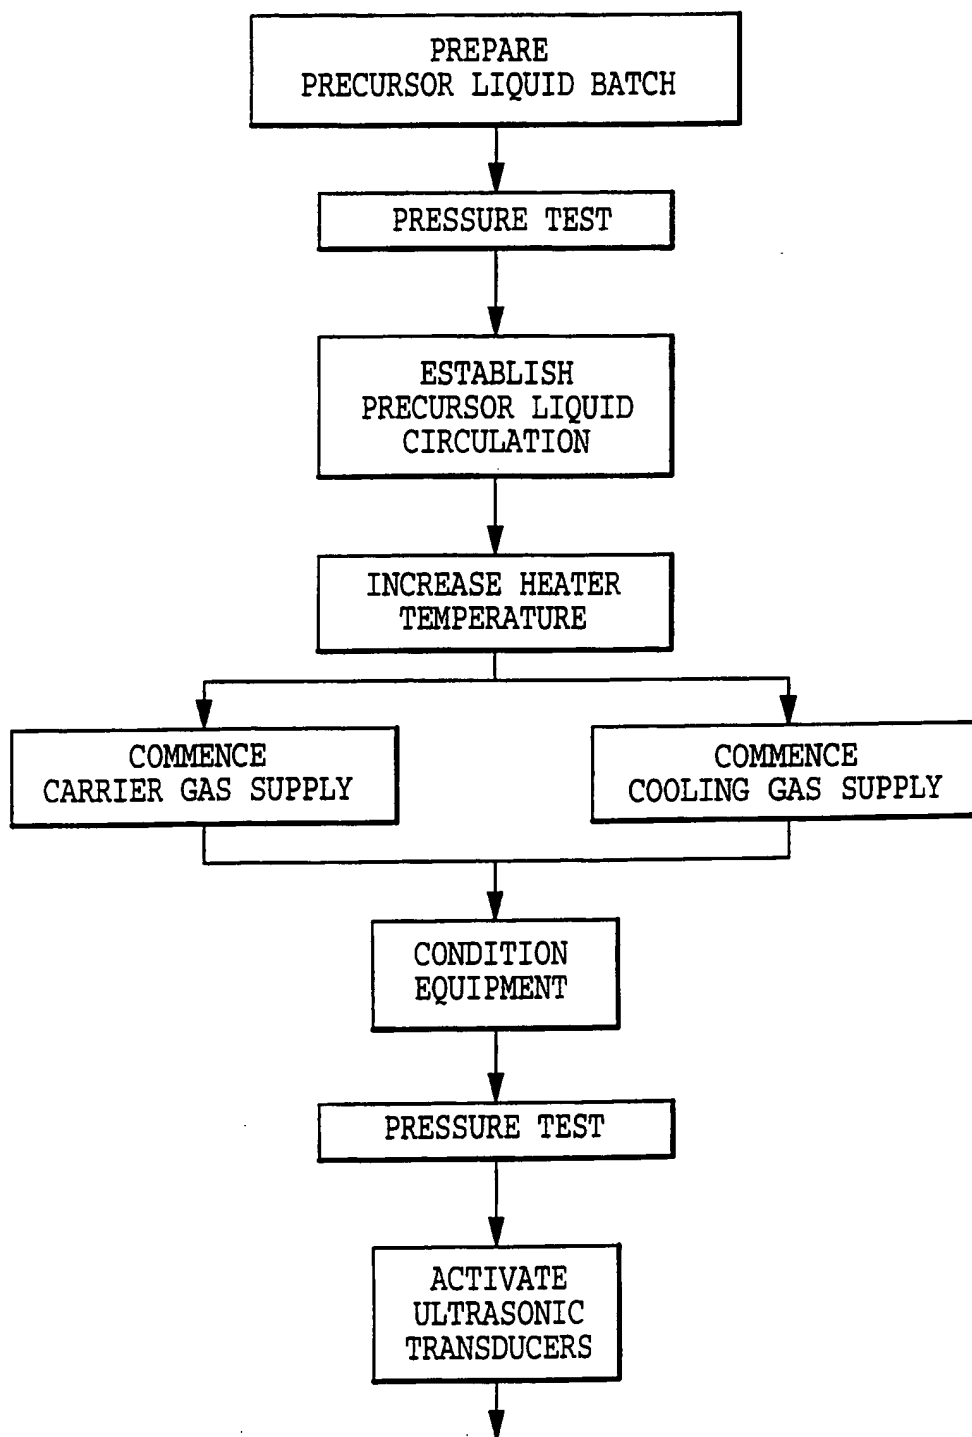 PREPARE
PRECURSOR LIQUID BATCH
PRESSURE TEST
ESTABLISH
PRECURSOR LIQUID
CIRCULATION
INCREASE HEATER
TEMPERATURE
COMMENCE
CARRIER GAS SUPPLY
COMMENCE
COOLING GAS SUPPLY
CONDITION
EQUIPMENT
PRESSURE TEST
ACTIVATE
ULTRASONIC
TRANSDUCERS